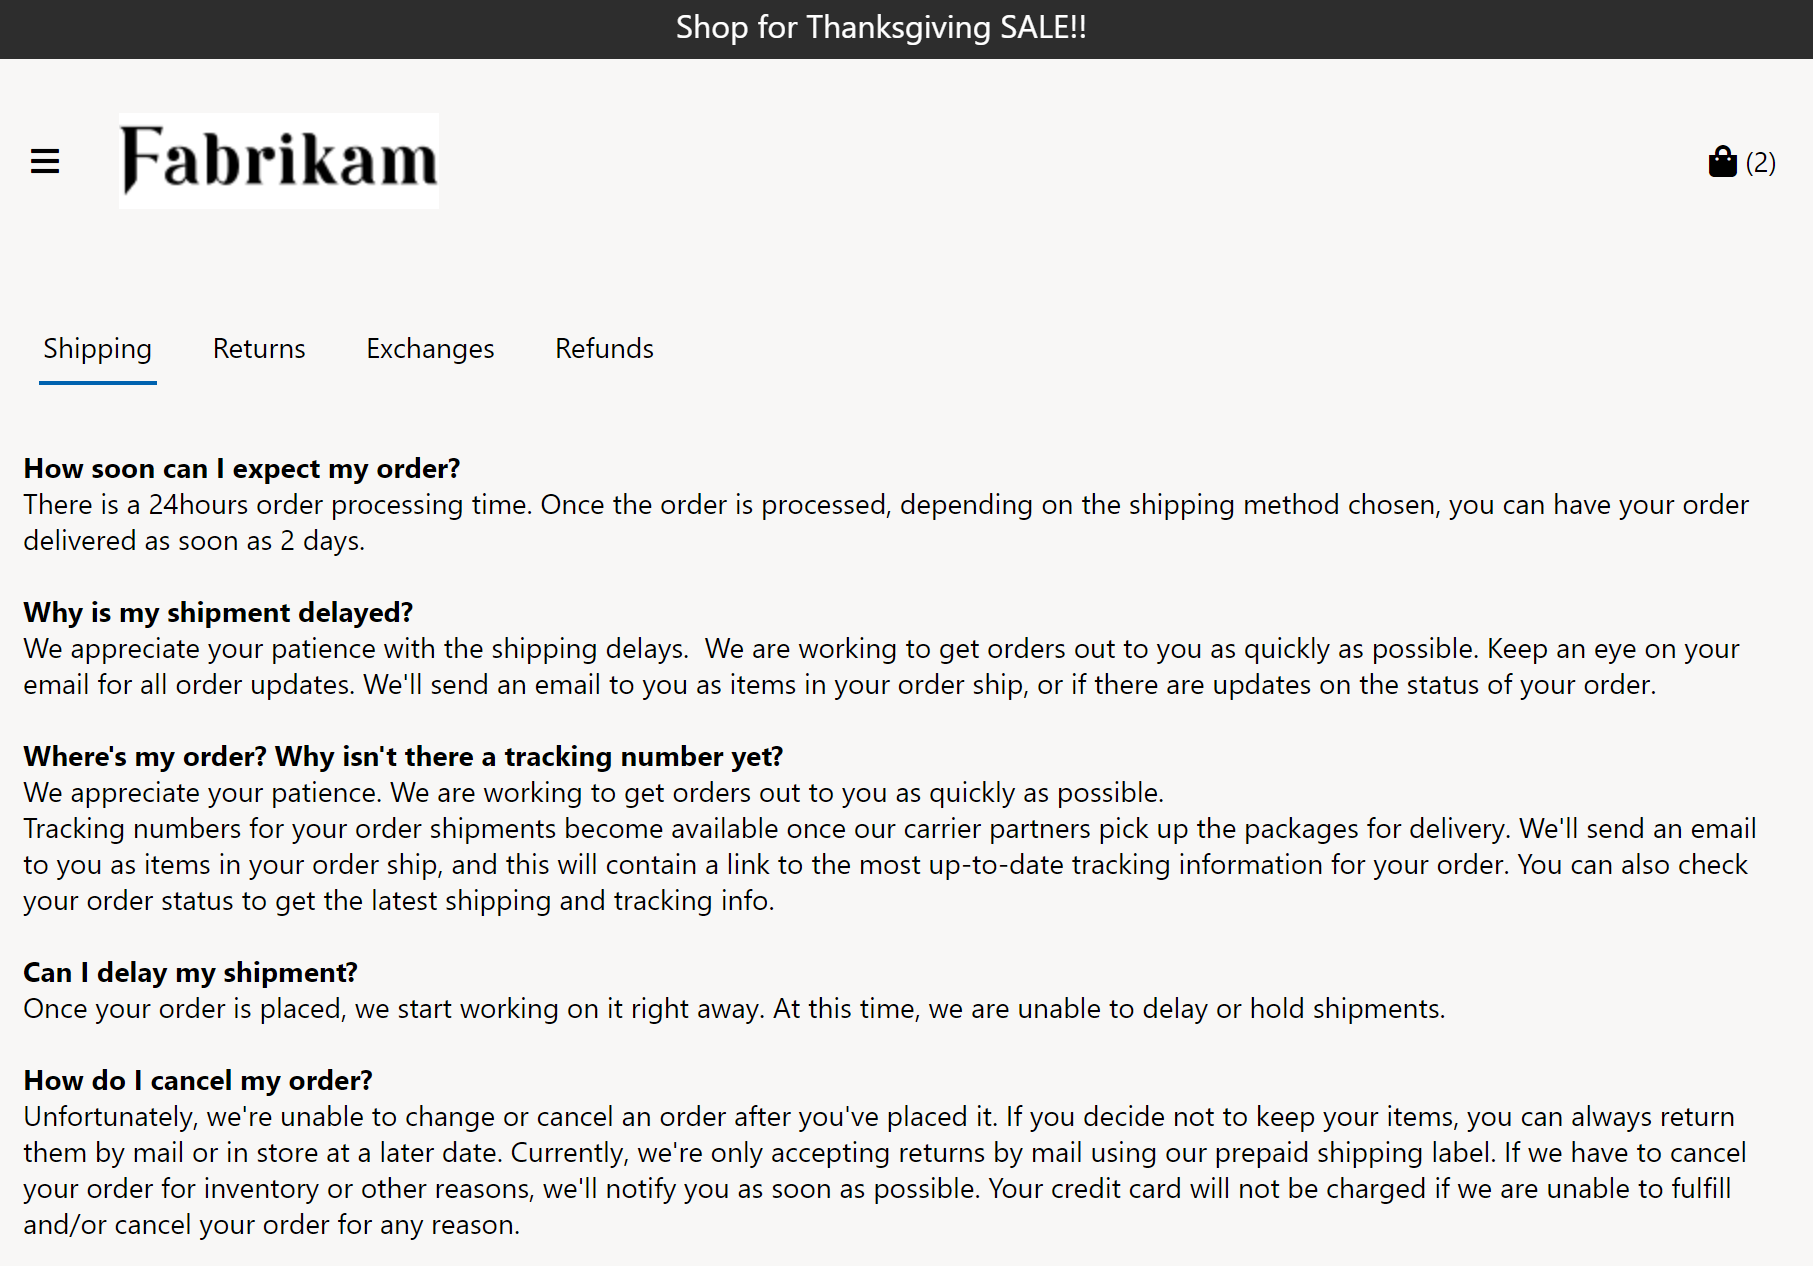 Shop for Thanksgiving SALE!!
Fabrikam
(2)
Shipping Returns Exchanges Refunds
How soon can I expect my order?
There is a 24hours order processing time. Once the order is processed, depending on the shipping method chosen, you can have your order
delivered as soon as 2 days.
Why is my shipment delayed?
We appreciate your patience with the shipping delays.  We are working to get orders out to you as quickly as possible. Keep an eye on your
email for all order updates. We'll send an email to you as items in your order ship, or if there are updates on the status of your order.
Where's my order? Why isn't there a tracking number yet?
We appreciate your patience. We are working to get orders out to you as quickly as possible.
Tracking numbers for your order shipments become available once our carrier partners pick up the packages for delivery. We'll send an email
to you as items in your order ship, and this will contain a link to the most up-to-date tracking information for your order. You can also check
your order status to get the latest shipping and tracking info.
Can I delay my shipment?
Once your order is placed, we start working on it right away. At this time, we are unable to delay or hold shipments.
How do I cancel my order?
Unfortunately, we're unable to change or cancel an order after you've placed it. If you decide not to keep your items, you can always return
them by mail or in store at a later date. Currently, we're only accepting returns by mail using our prepaid shipping label. If we have to cancel
your order for inventory or other reasons, we'll notify you as soon as possible. Your credit card will not be charged if we are unable to fulfill
and/or cancel your order for any reason.